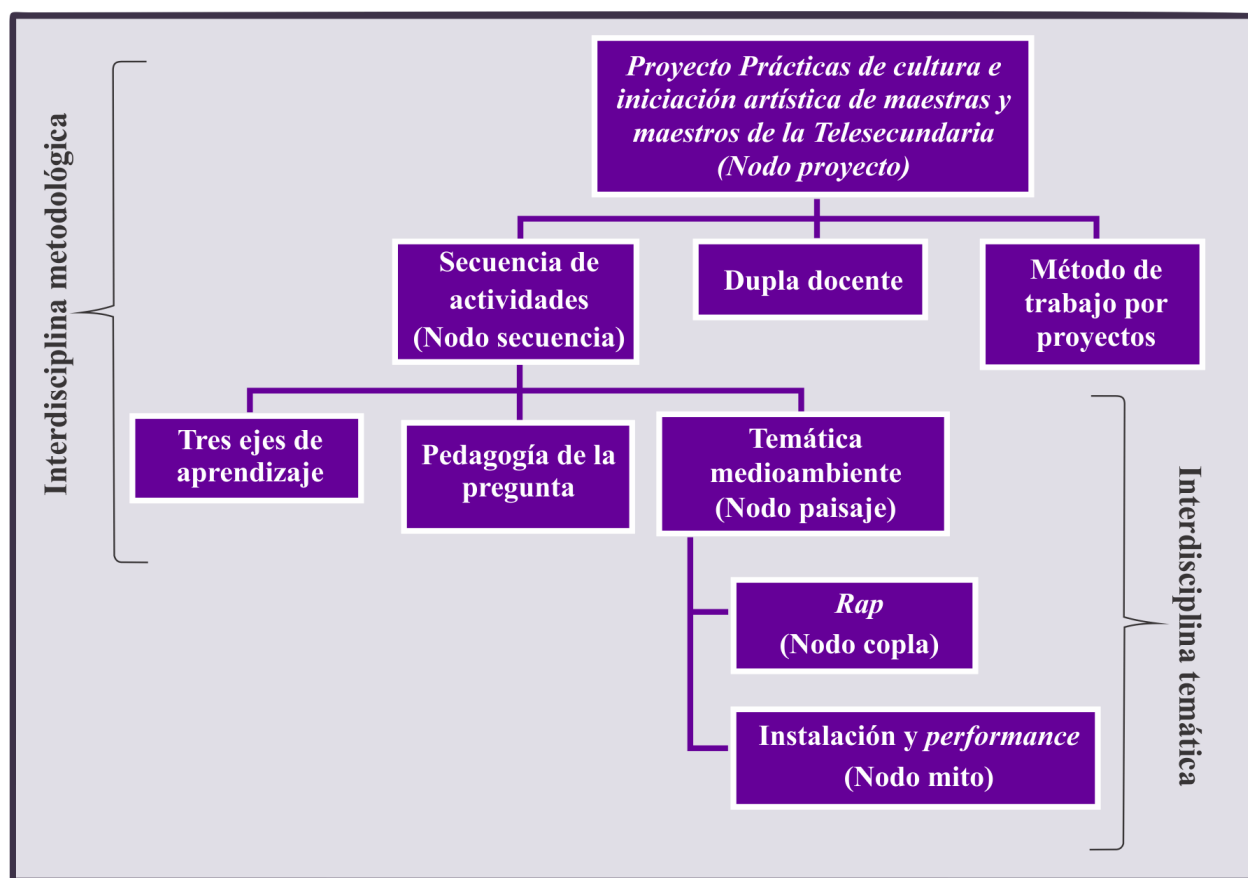 Interdisciplina metodológica
Proyecto Prácticas de cultura e
iniciación artística de maestras y
maestros de la Telesecundaria
(Nodo proyecto)
Secuencia de
actividades
(Nodo secuencia)
Dupla docente
Método de
trabajo por
proyectos
Tres ejes de
aprendizaje
Pedagogía de la
pregunta
Temática
medioambiente
(Nodo paisaje)
Rap
(Nodo copla)
Instalación y performance
(Nodo mito)
Interdisciplina temática